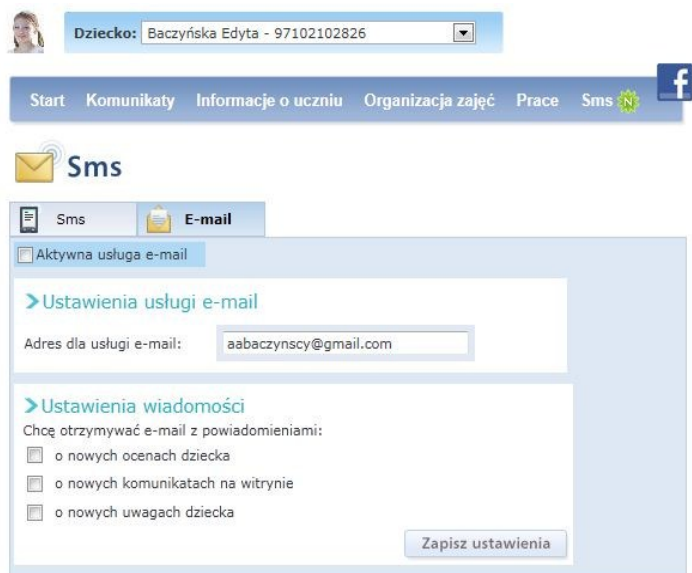 Dziecko: Baczyńska Edyta - 97102102826
f
Start Komunikaty Informacje o uczniu Organizacja zajęć Prace Sms N
Sms
Sms E-mail
Aktywna usługa e-mail
Ustawienia usługi e-mail
Adres dla usługi e-mail: aabaczynscy@gmail.com
Ustawienia wiadomości
Chcę otrzymywać e-mail z powiadomieniami:
o nowych ocenach dziecka
o nowych komunikatach na witrynie
o nowych uwagach dziecka
Zapisz ustawienia